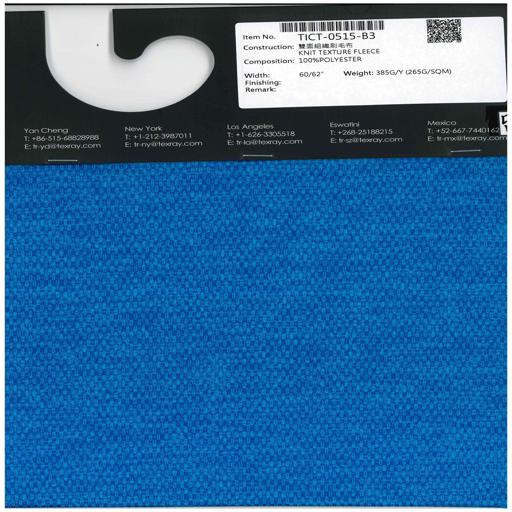 Item No. TICT-0515-B3
Construction: 雙面組織刷毛布
KNIT TEXTURE FLEECE
Composition: 100%POLYESTER
Width: 60/62" Weight: 385G/Y (265G/SQM)
Finishing:
Remark:
Yan Cheng
T: +86-515-68828988
E: tr-yd@texray.com
New York
T: +1-212-3987011
E: tr-ny@texray.com
Los Angeles
T: +1-626-3305518
E: tr-la@texray.com
Eswatini
T: +268-25188215
E: tr-sz@texray.com
Mexico
T: +52-667-7440162
E: tr-mx@texray.com